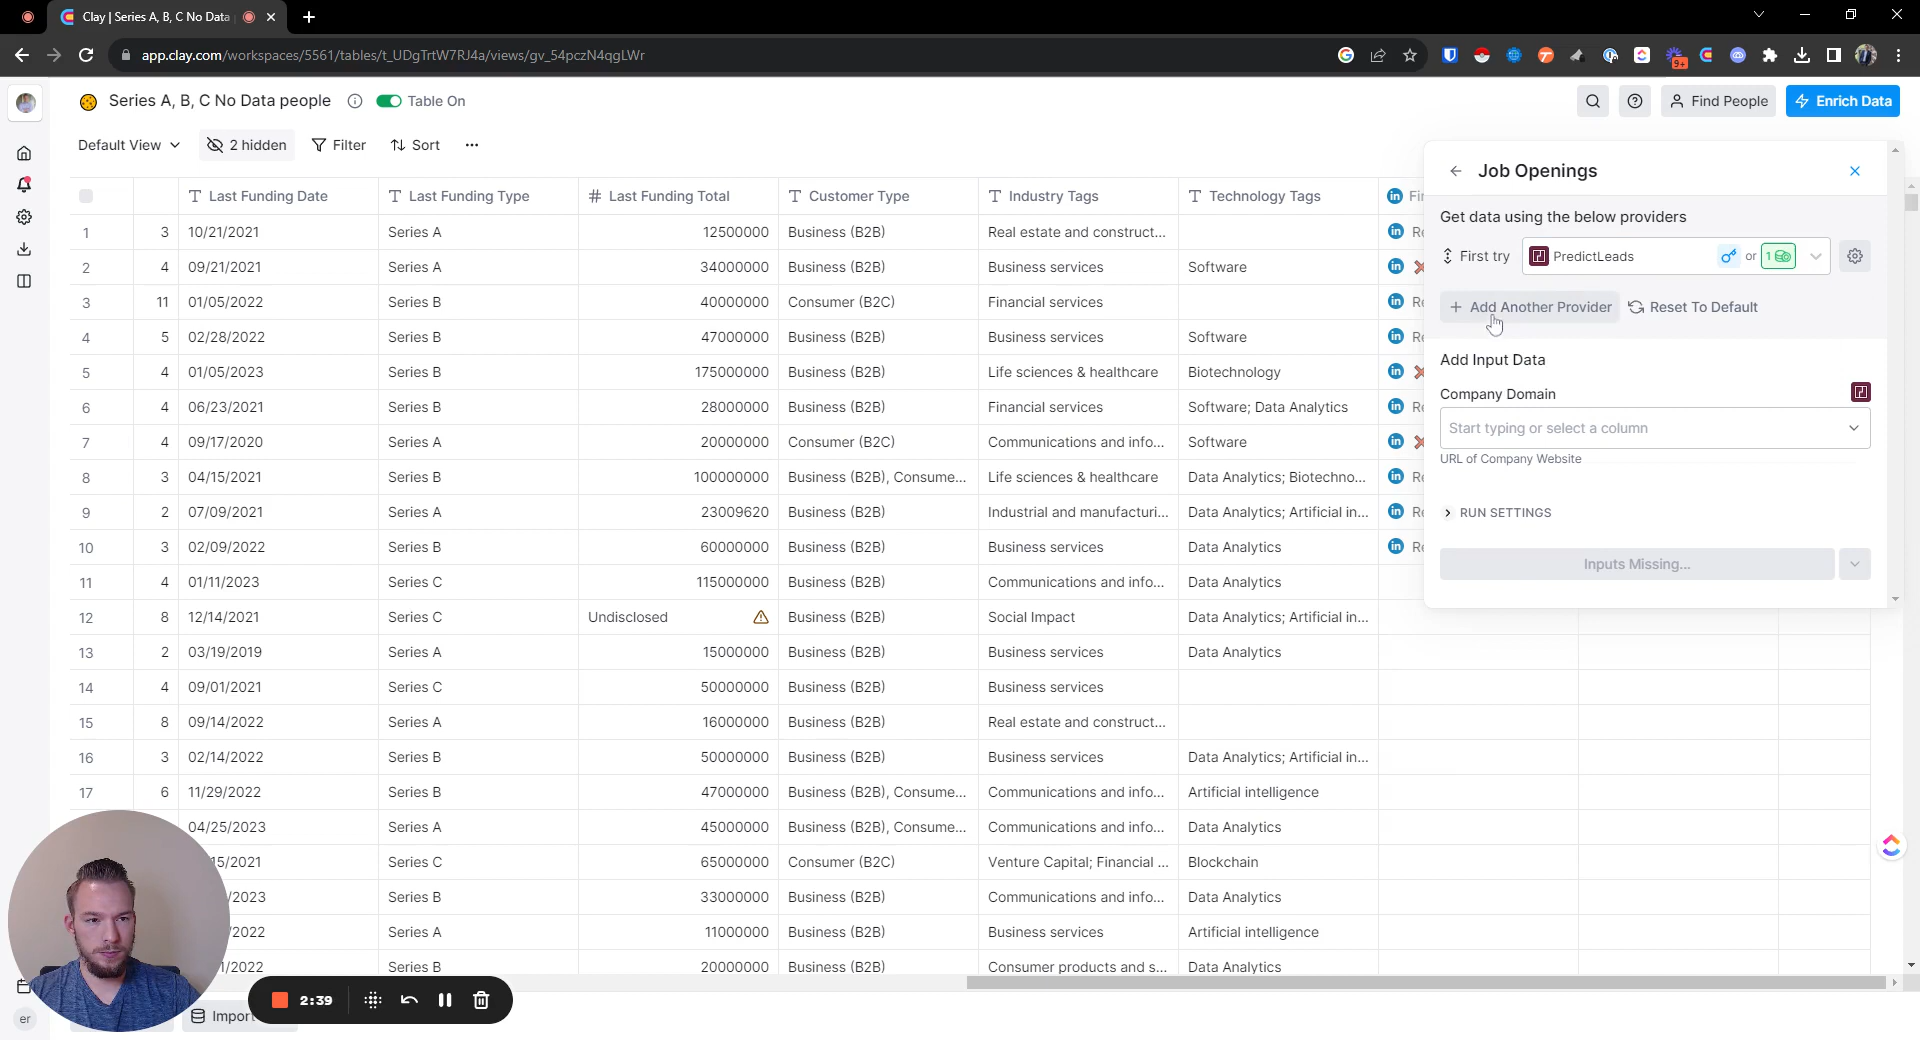 Clay | Series A, B, C No Data
app.clay.com/workspaces/5561/tables/t_UDgTrtW7RJ4a/views/gv_54pczN4qgLWr
9+
Series A, B, C No Data people
Table On
Find People
Enrich Data
Default View
2 hidden
Filter
Sort
Last Funding Date
Last Funding Type
# Last Funding Total
Customer Type
Industry Tags
Technology Tags
1 3 10/21/2021 Series A 12500000 Business (B2B) Real estate and construct...
2 4 09/21/2021 Series A 34000000 Business (B2B) Business services Software
3 11 01/05/2022 Series B 40000000 Consumer (B2C) Financial services
4 5 02/28/2022 Series B 47000000 Business (B2B) Business services Software
5 4 01/05/2023 Series B 175000000 Business (B2B) Life sciences & healthcare Biotechnology
6 4 06/23/2021 Series B 28000000 Business (B2B) Financial services Software; Data Analytics
7 4 09/17/2020 Series A 20000000 Consumer (B2C) Communications and info... Software
8 3 04/15/2021 Series B 100000000 Business (B2B), Consume... Life sciences & healthcare Data Analytics; Biotechno...
9 2 07/09/2021 Series A 23009620 Business (B2B) Industrial and manufacturi... Data Analytics; Artificial in...
10 3 02/09/2022 Series B 60000000 Business (B2B) Business services Data Analytics
11 4 01/11/2023 Series C 115000000 Business (B2B) Communications and info... Data Analytics
12 8 12/14/2021 Series C Undisclosed Business (B2B) Social Impact Data Analytics; Artificial in...
13 2 03/19/2019 Series A 15000000 Business (B2B) Business services Data Analytics
14 4 09/01/2021 Series C 50000000 Business (B2B) Business services
15 8 09/14/2022 Series A 16000000 Business (B2B) Real estate and construct...
16 3 02/14/2022 Series B 50000000 Business (B2B) Business services Data Analytics; Artificial in...
17 6 11/29/2022 Series B 47000000 Business (B2B), Consume... Communications and info... Artificial intelligence
04/25/2023 Series A 45000000 Business (B2B), Consume... Communications and info... Data Analytics
15/2021 Series C 65000000 Consumer (B2C) Venture Capital; Financial ... Blockchain
/2023 Series B 33000000 Business (B2B) Communications and info... Data Analytics
/2022 Series A 11000000 Business (B2B) Business services Artificial intelligence
1/2022 Series B 20000000 Business (B2B) Consumer products and s... Data Analytics
Job Openings
Get data using the below providers
First try PredictLeads or 1
+ Add Another Provider
Reset To Default
Add Input Data
Company Domain
Start typing or select a column
URL of Company Website
RUN SETTINGS
Inputs Missing...
2:39
er
Import